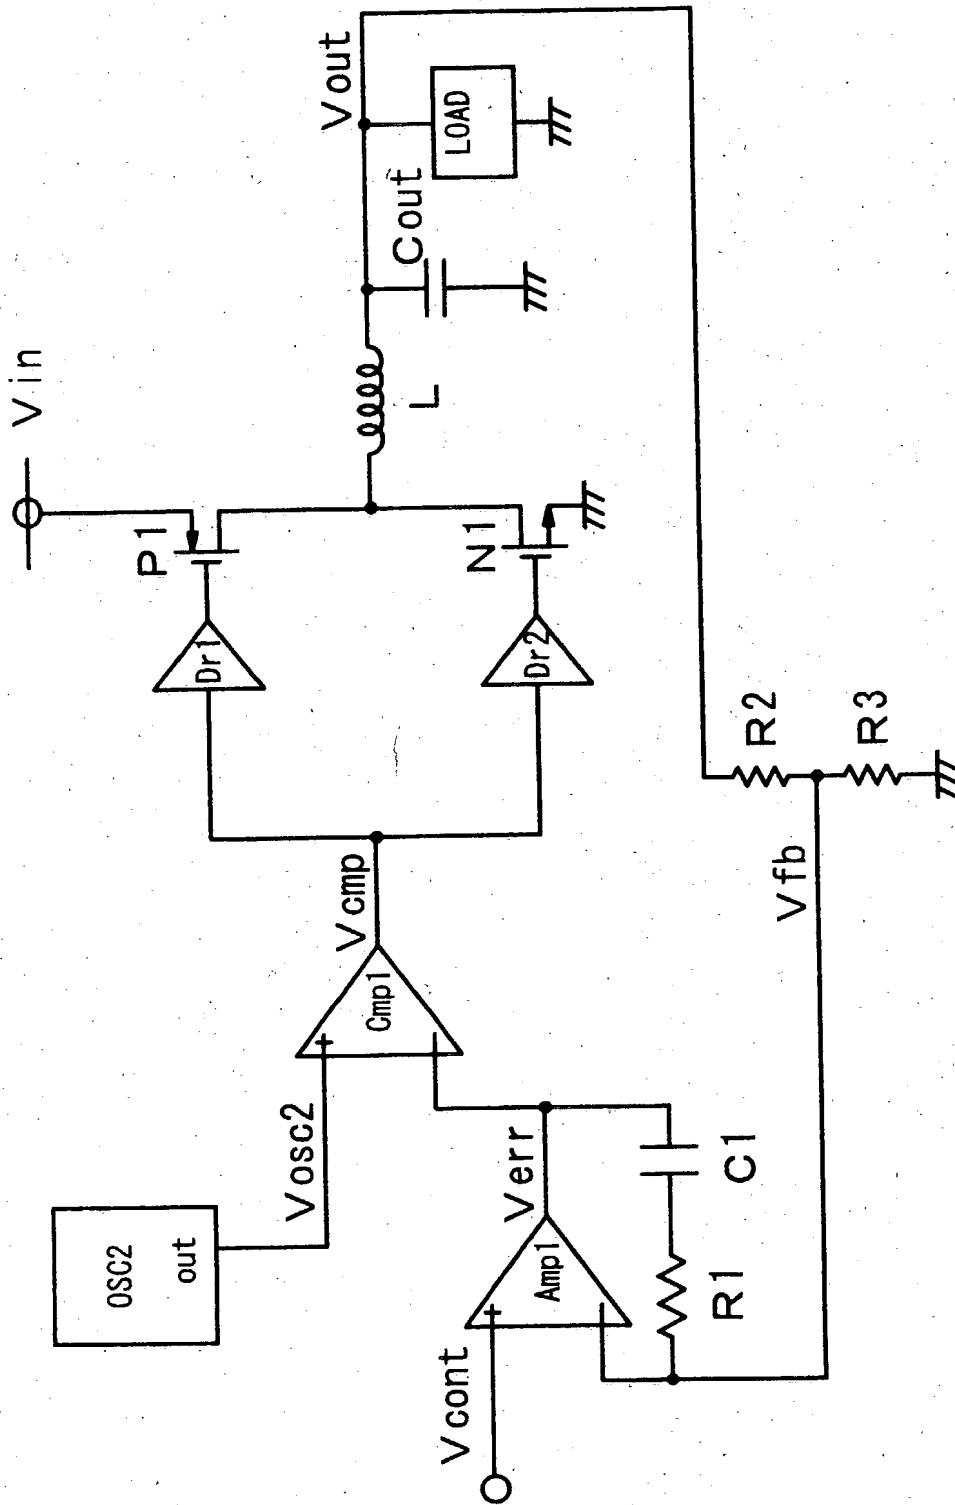 Vin
P1
Dr1
OSC2
out
Vosc2
+
Cmp1
Vcmp
L
Cout
Vout
LOAD
N1
Dr2
Vcont
+
Amp1
Verr
R1
C1
Vfb
R2
R3